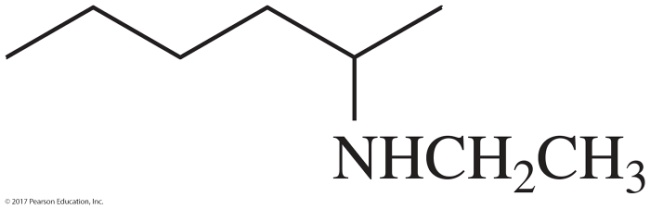 NHCH₂CH₃
© 2017 Pearson Education, Inc.